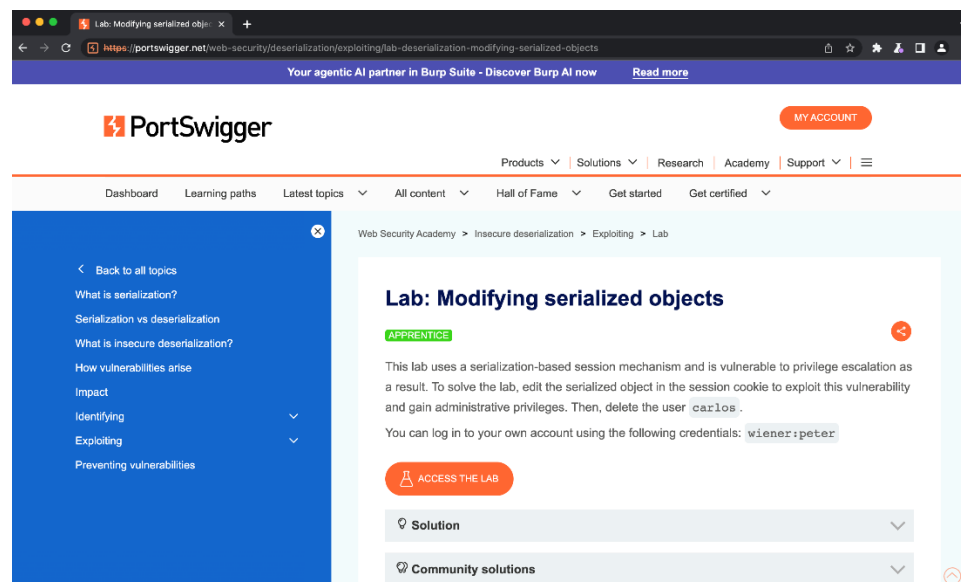 Lab: Modifying serialized objec
https://portswigger.net/web-security/deserialization/exploiting/lab-deserialization-modifying-serialized-objects
Your agentic AI partner in Burp Suite - Discover Burp AI now Read more
PortSwigger
MY ACCOUNT
Products Solutions Research Academy Support
Dashboard Learning paths Latest topics All content Hall of Fame Get started Get certified
Web Security Academy > Insecure deserialization > Exploiting > Lab
Back to all topics
What is serialization?
Serialization vs deserialization
What is insecure deserialization?
How vulnerabilities arise
Impact
Identifying
Exploiting
Preventing vulnerabilities
Lab: Modifying serialized objects
APPRENTICE
This lab uses a serialization-based session mechanism and is vulnerable to privilege escalation as
a result. To solve the lab, edit the serialized object in the session cookie to exploit this vulnerability
and gain administrative privileges. Then, delete the user carlos.
You can log in to your own account using the following credentials: wiener:peter
ACCESS THE LAB
Solution
Community solutions